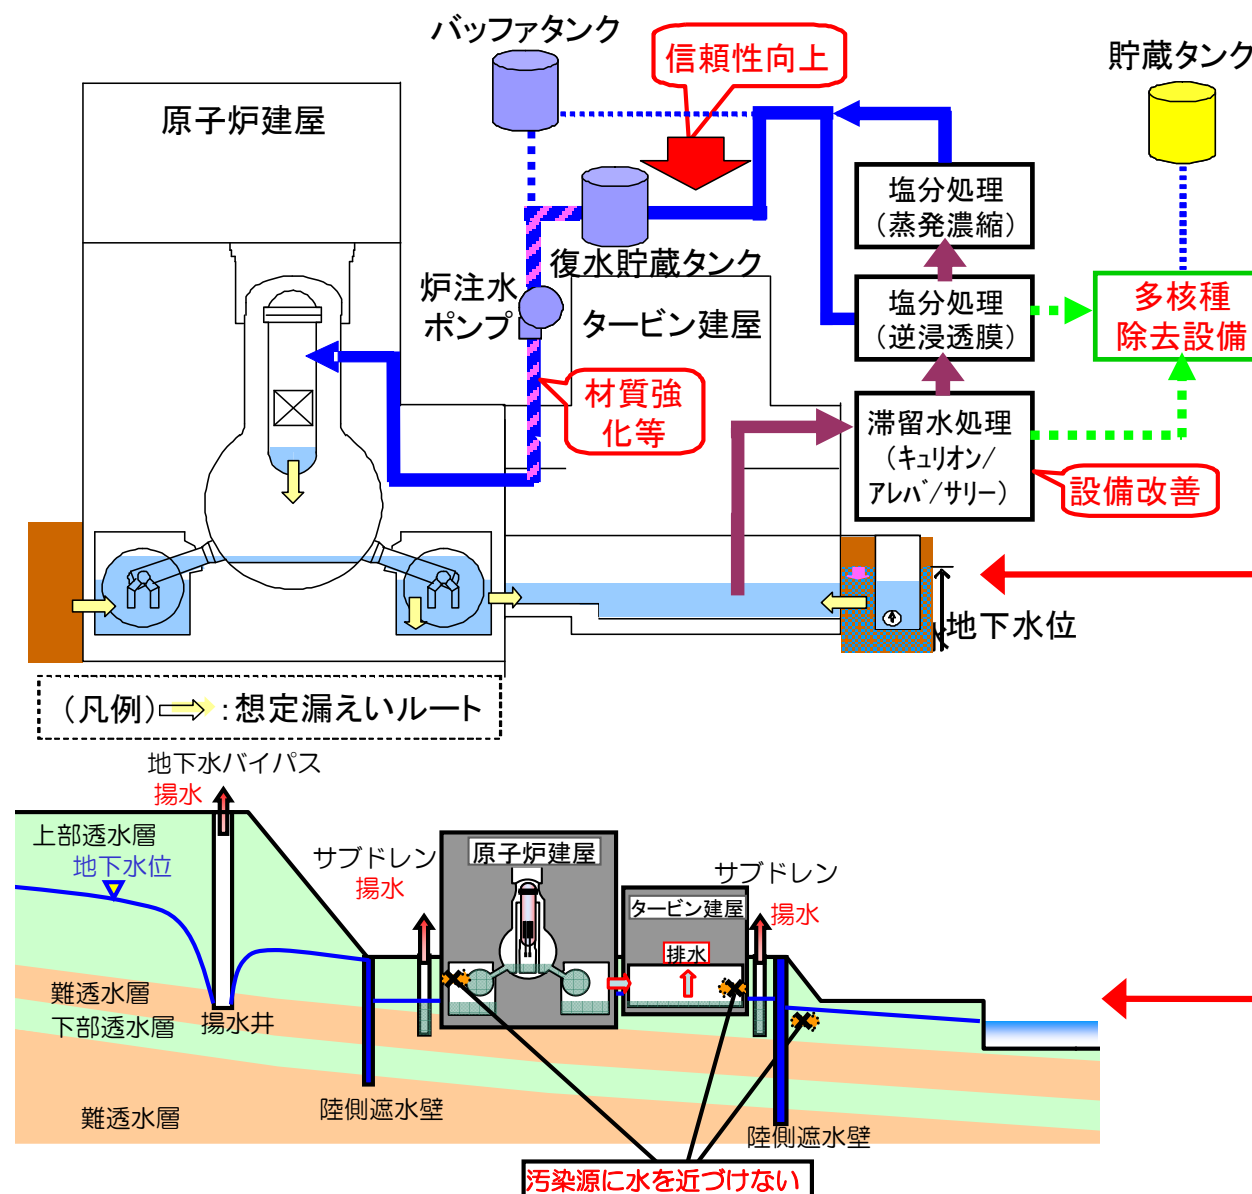 バッファタンク
信頼性向上
貯蔵タンク
原子炉建屋
塩分処理
(蒸発濃縮)
復水貯蔵タンク
炉注水
ポンプ
タービン建屋
塩分処理
(逆浸透膜)
多核種
除去設備
材質強
化等
滞留水処理
(ｷｭﾘｵﾝ/
ｱﾚﾊﾞ/ｻﾘｰ)
設備改善
地下水位
(凡例) :想定漏えいルート
地下水バイパス
揚水
上部透水層
地下水位
サブドレン
揚水
原子炉建屋
サブドレン
揚水
タービン建屋
排水
難透水層
下部透水層
揚水井
難透水層
陸側遮水壁
陸側遮水壁
汚染源に水を近づけない